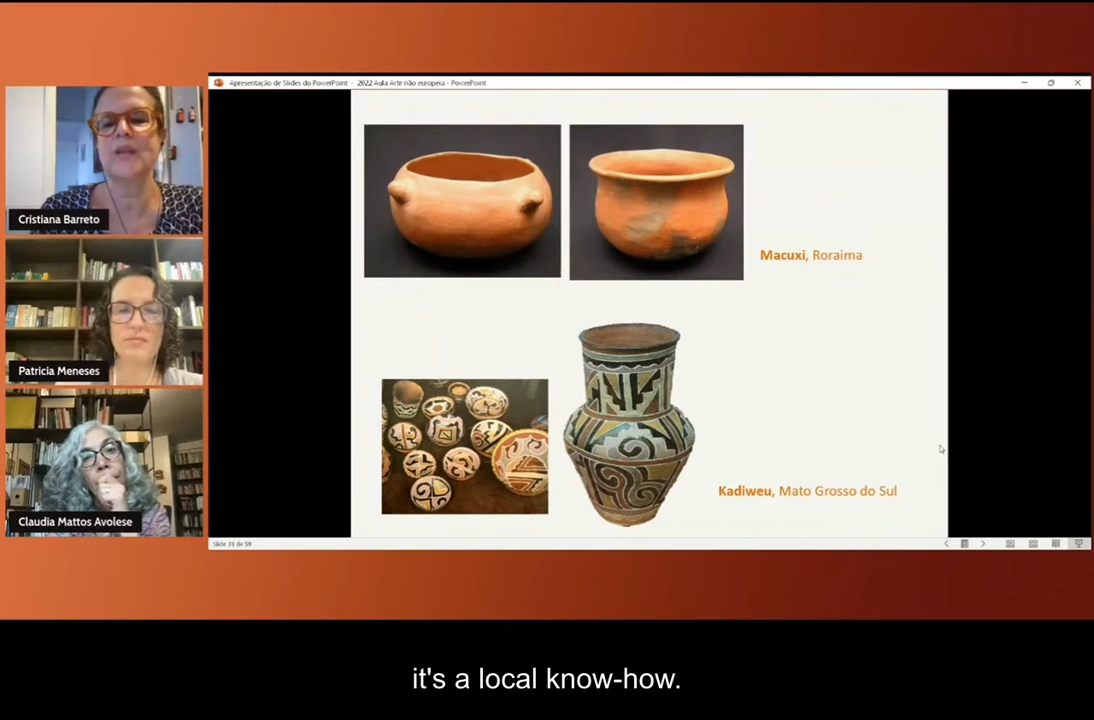 Apresentação de Slides do PowerPoint - 2022 Aula Arte não europeia - PowerPoint
Cristiana Barreto
Macuxi, Roraima
Patricia Meneses
Kadiweu, Mato Grosso do Sul
Claudia Mattos Avolese
Slide 31 de 59
it's a local know-how.